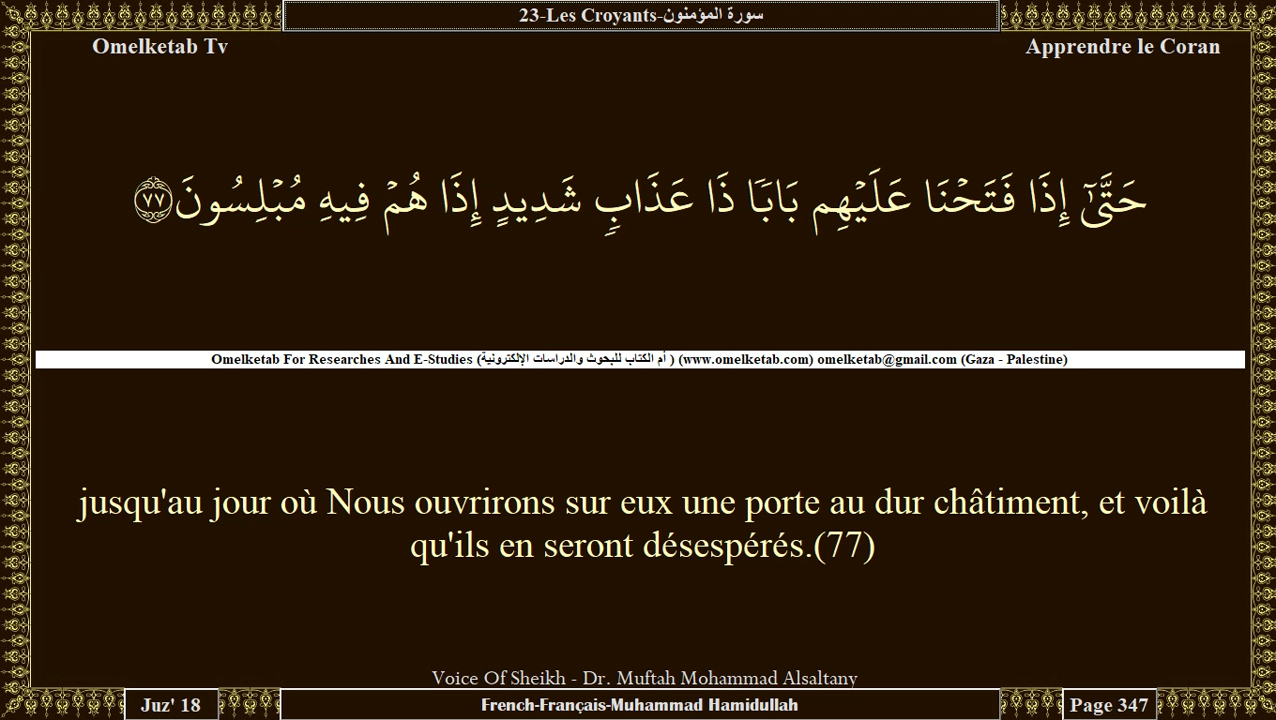 23-Les Croyants-سورة المؤمنون
Omelketab Tv
Apprendre le Coran
حَتَّىٰٓ إِذَا فَتَحۡنَا عَلَيۡهِم بَابٗا ذَا عَذَابٖ شَدِيدٍ إِذَا هُمۡ فِيهِ مُبۡلِسُونَ ٧٧
Omelketab For Researches And E-Studies (أم الكتاب للبحوث والدراسات الإلكترونية ) (www.omelketab.com) omelketab@gmail.com (Gaza - Palestine)
jusqu'au jour où Nous ouvrirons sur eux une porte au dur châtiment, et voilà
qu'ils en seront désespérés.(77)
Voice Of Sheikh - Dr. Muftah Mohammad Alsaltany
Juz' 18
French-Français-Muhammad Hamidullah
Page 347